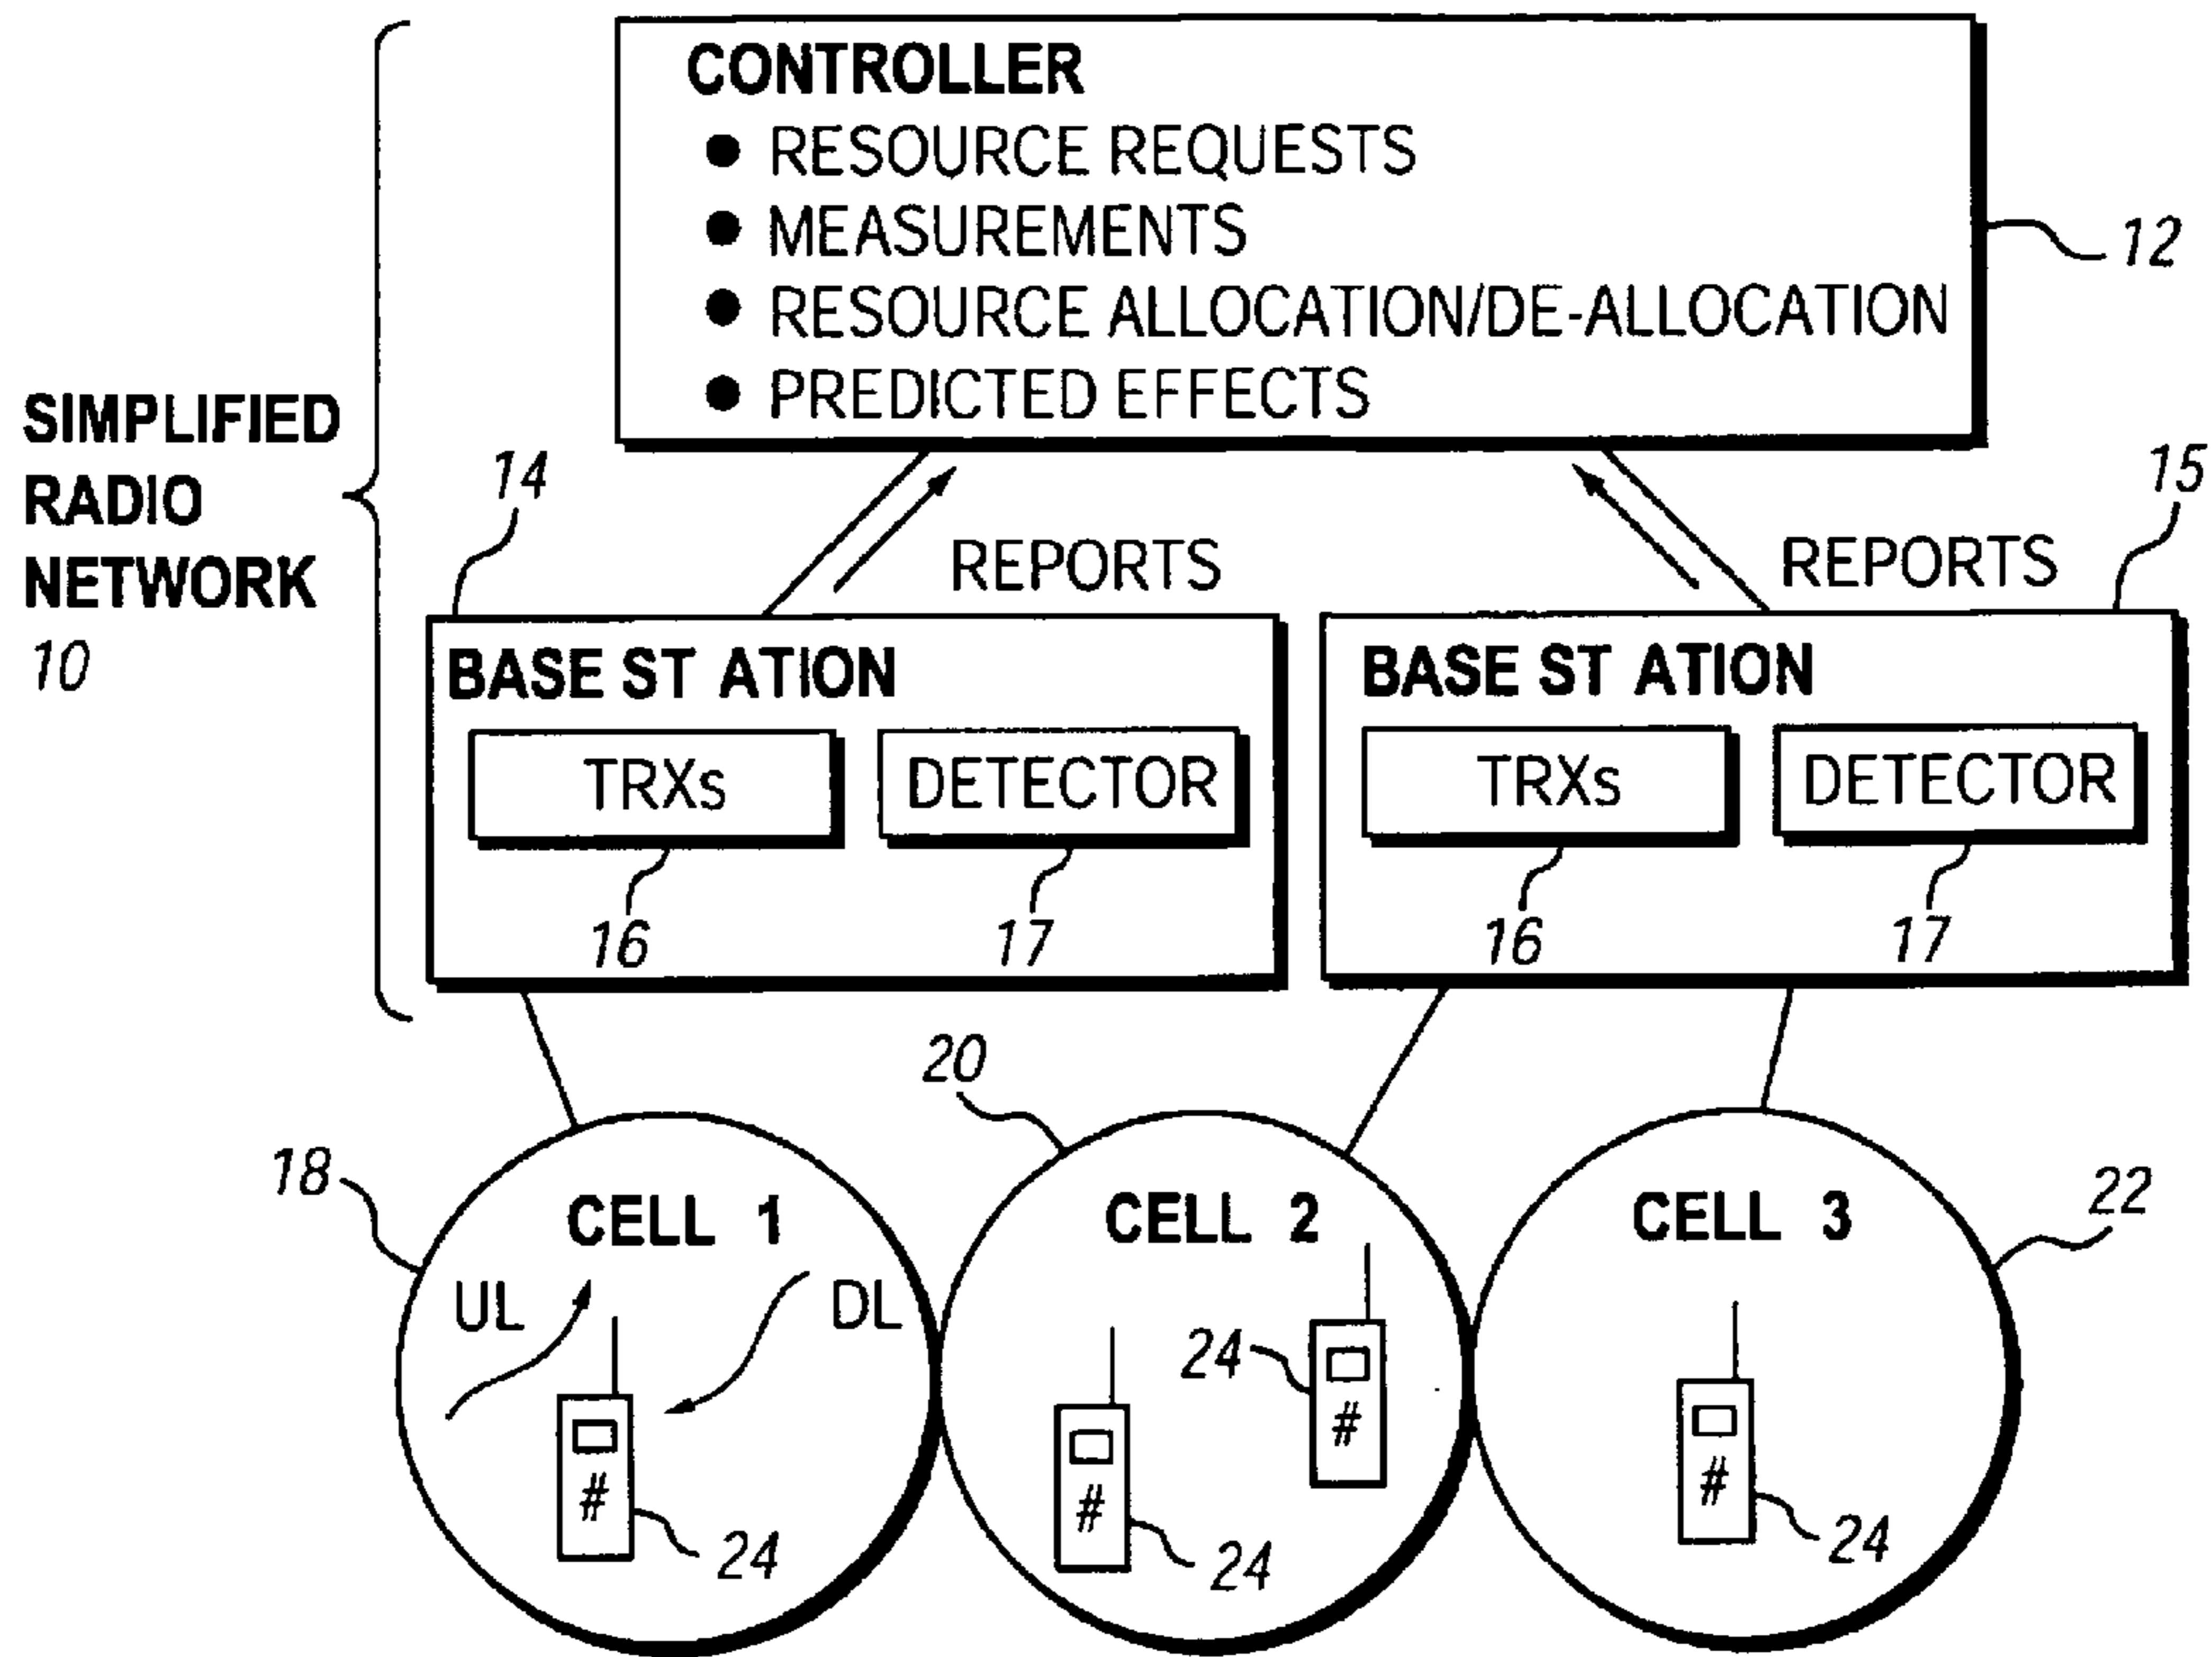 CONTROLLER
● RESOURCE REQUESTS
● MEASUREMENTS
● RESOURCE ALLOCATION/DE-ALLOCATION
● PREDICTED EFFECTS
12
SIMPLIFIED
RADIO
NETWORK
10
14
REPORTS
REPORTS
15
BASE ST ATION
TRXs
DETECTOR
16
17
BASE ST ATION
TRXs
DETECTOR
16
17
18
CELL 1
UL
DL
#
24
20
CELL 2
24
#
#
24
22
CELL 3
#
24